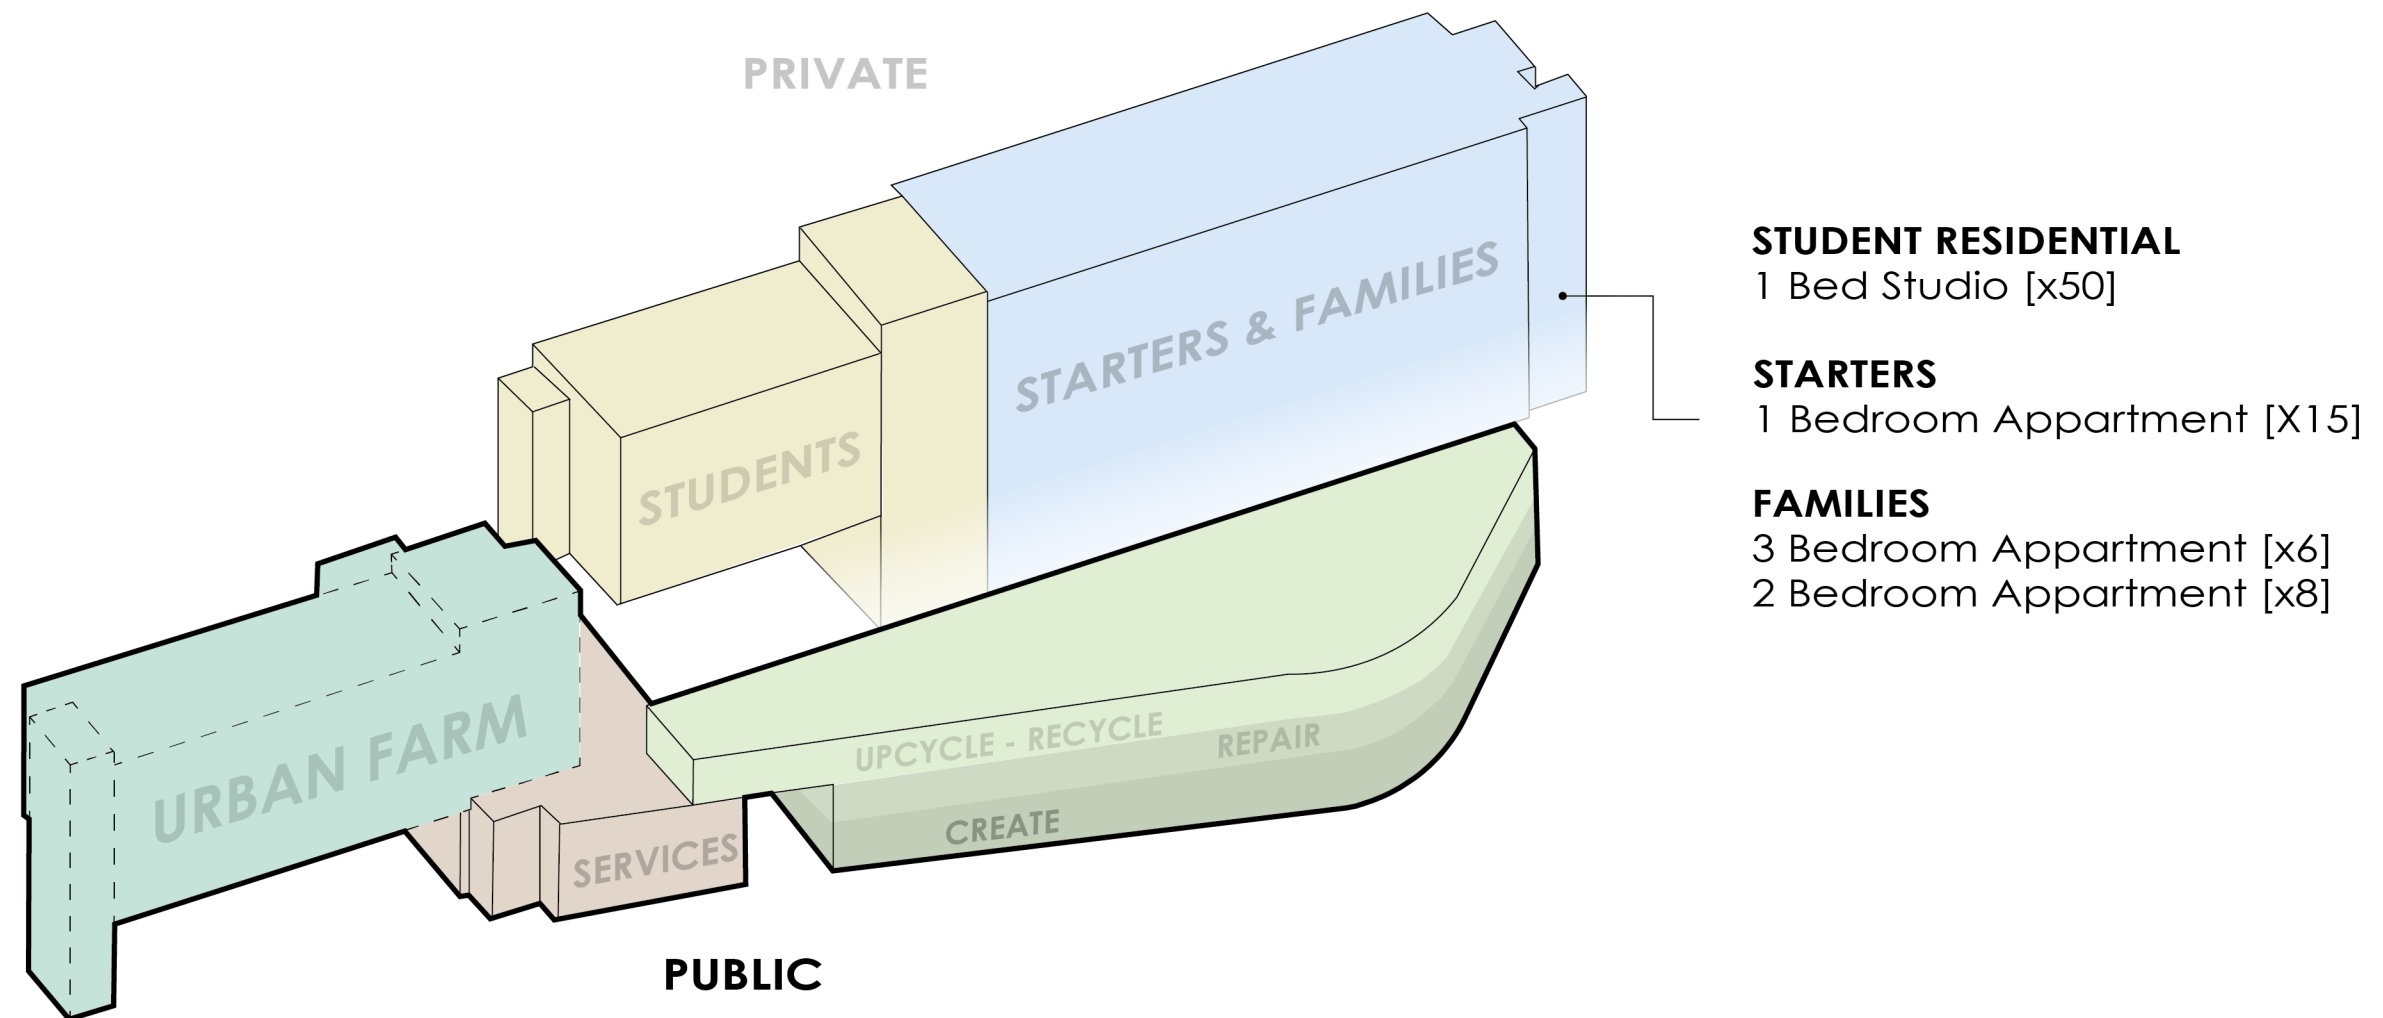 PRIVATE
STUDENT RESIDENTIAL
1 Bed Studio [x50]
STARTERS
1 Bedroom Appartment [X15]
FAMILIES
3 Bedroom Appartment [x6]
2 Bedroom Appartment [x8]
STARTERS & FAMILIES
STUDENTS
URBAN FARM
UPCYCLE - RECYCLE
REPAIR
CREATE
SERVICES
PUBLIC